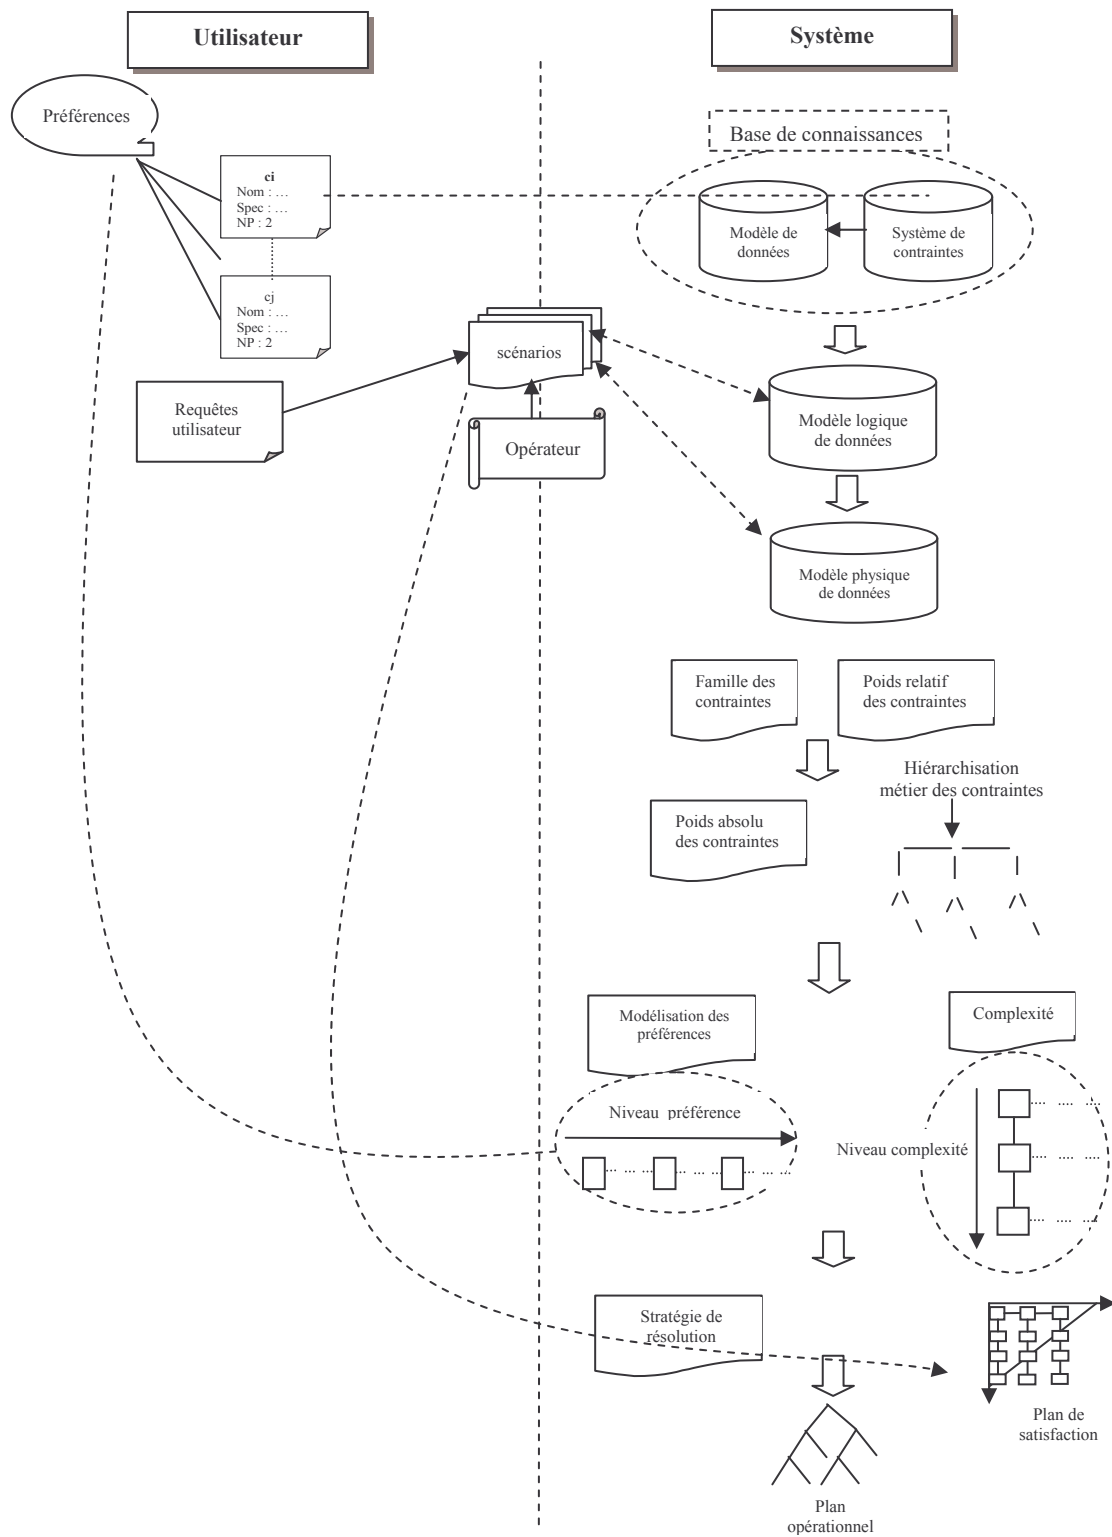 Utilisateur
Système
Préférences
Base de connaissances
ci
Nom : …
Spec : …
NP : 2
Modèle de
données
Système de
contraintes
cj
Nom : …
Spec : …
NP : 2
scénarios
Requêtes
utilisateur
Opérateur
Modèle logique
de données
Modèle physique
de données
Famille des
contraintes
Poids relatif
des contraintes
Hiérarchisation
métier des contraintes
Poids absolu
des contraintes
Modélisation des
préférences
Complexité
Niveau préférence
Niveau complexité
Stratégie de
résolution
Plan de
satisfaction
Plan
opérationnel